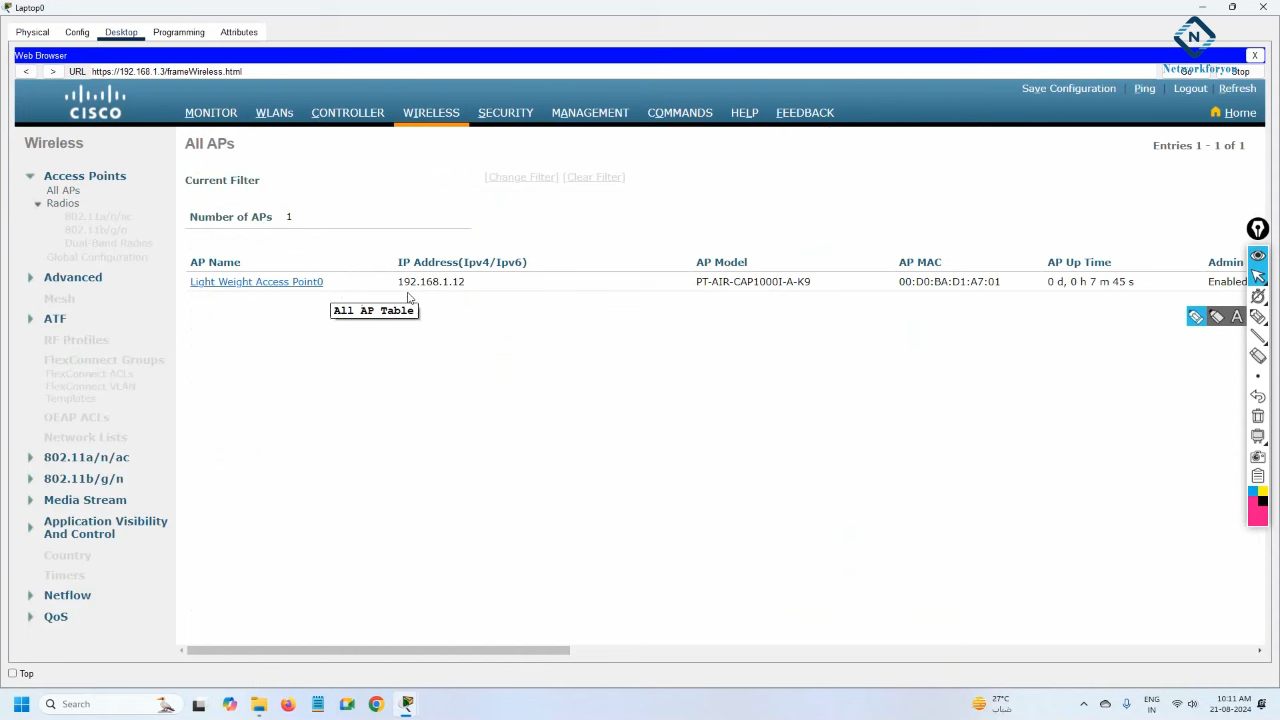 Laptop0
Physical Config Desktop Programming Attributes
Web Browser X
< > URL https://192.168.1.3/frameWireless.html Go Stop
N
Networkforyou
Save Configuration Ping Logout Refresh
CISCO
MONITOR WLANs CONTROLLER WIRELESS SECURITY MANAGEMENT COMMANDS HELP FEEDBACK Home
Wireless
Access Points
All APs
Radios
802.11a/n/ac
802.11b/g/n
Dual-Band Radios
Global Configuration
Advanced
Mesh
ATF
RF Profiles
FlexConnect Groups
FlexConnect ACLs
FlexConnect VLAN
Templates
OEAP ACLs
Network Lists
802.11a/n/ac
802.11b/g/n
Media Stream
Application Visibility
And Control
Country
Timers
Netflow
QoS
All APs Entries 1 - 1 of 1
Current Filter [Change Filter] [Clear Filter]
Number of APs 1
AP Name IP Address(Ipv4/Ipv6) AP Model AP MAC AP Up Time Admin
Light Weight Access Point0 192.168.1.12 PT-AIR-CAP1000I-A-K9 00:D0:BA:D1:A7:01 0 d, 0 h 7 m 45 s Enabled
All AP Table
A
Top
Search
27°C
ضباب
ENG
IN
10:11 AM
21-08-2024